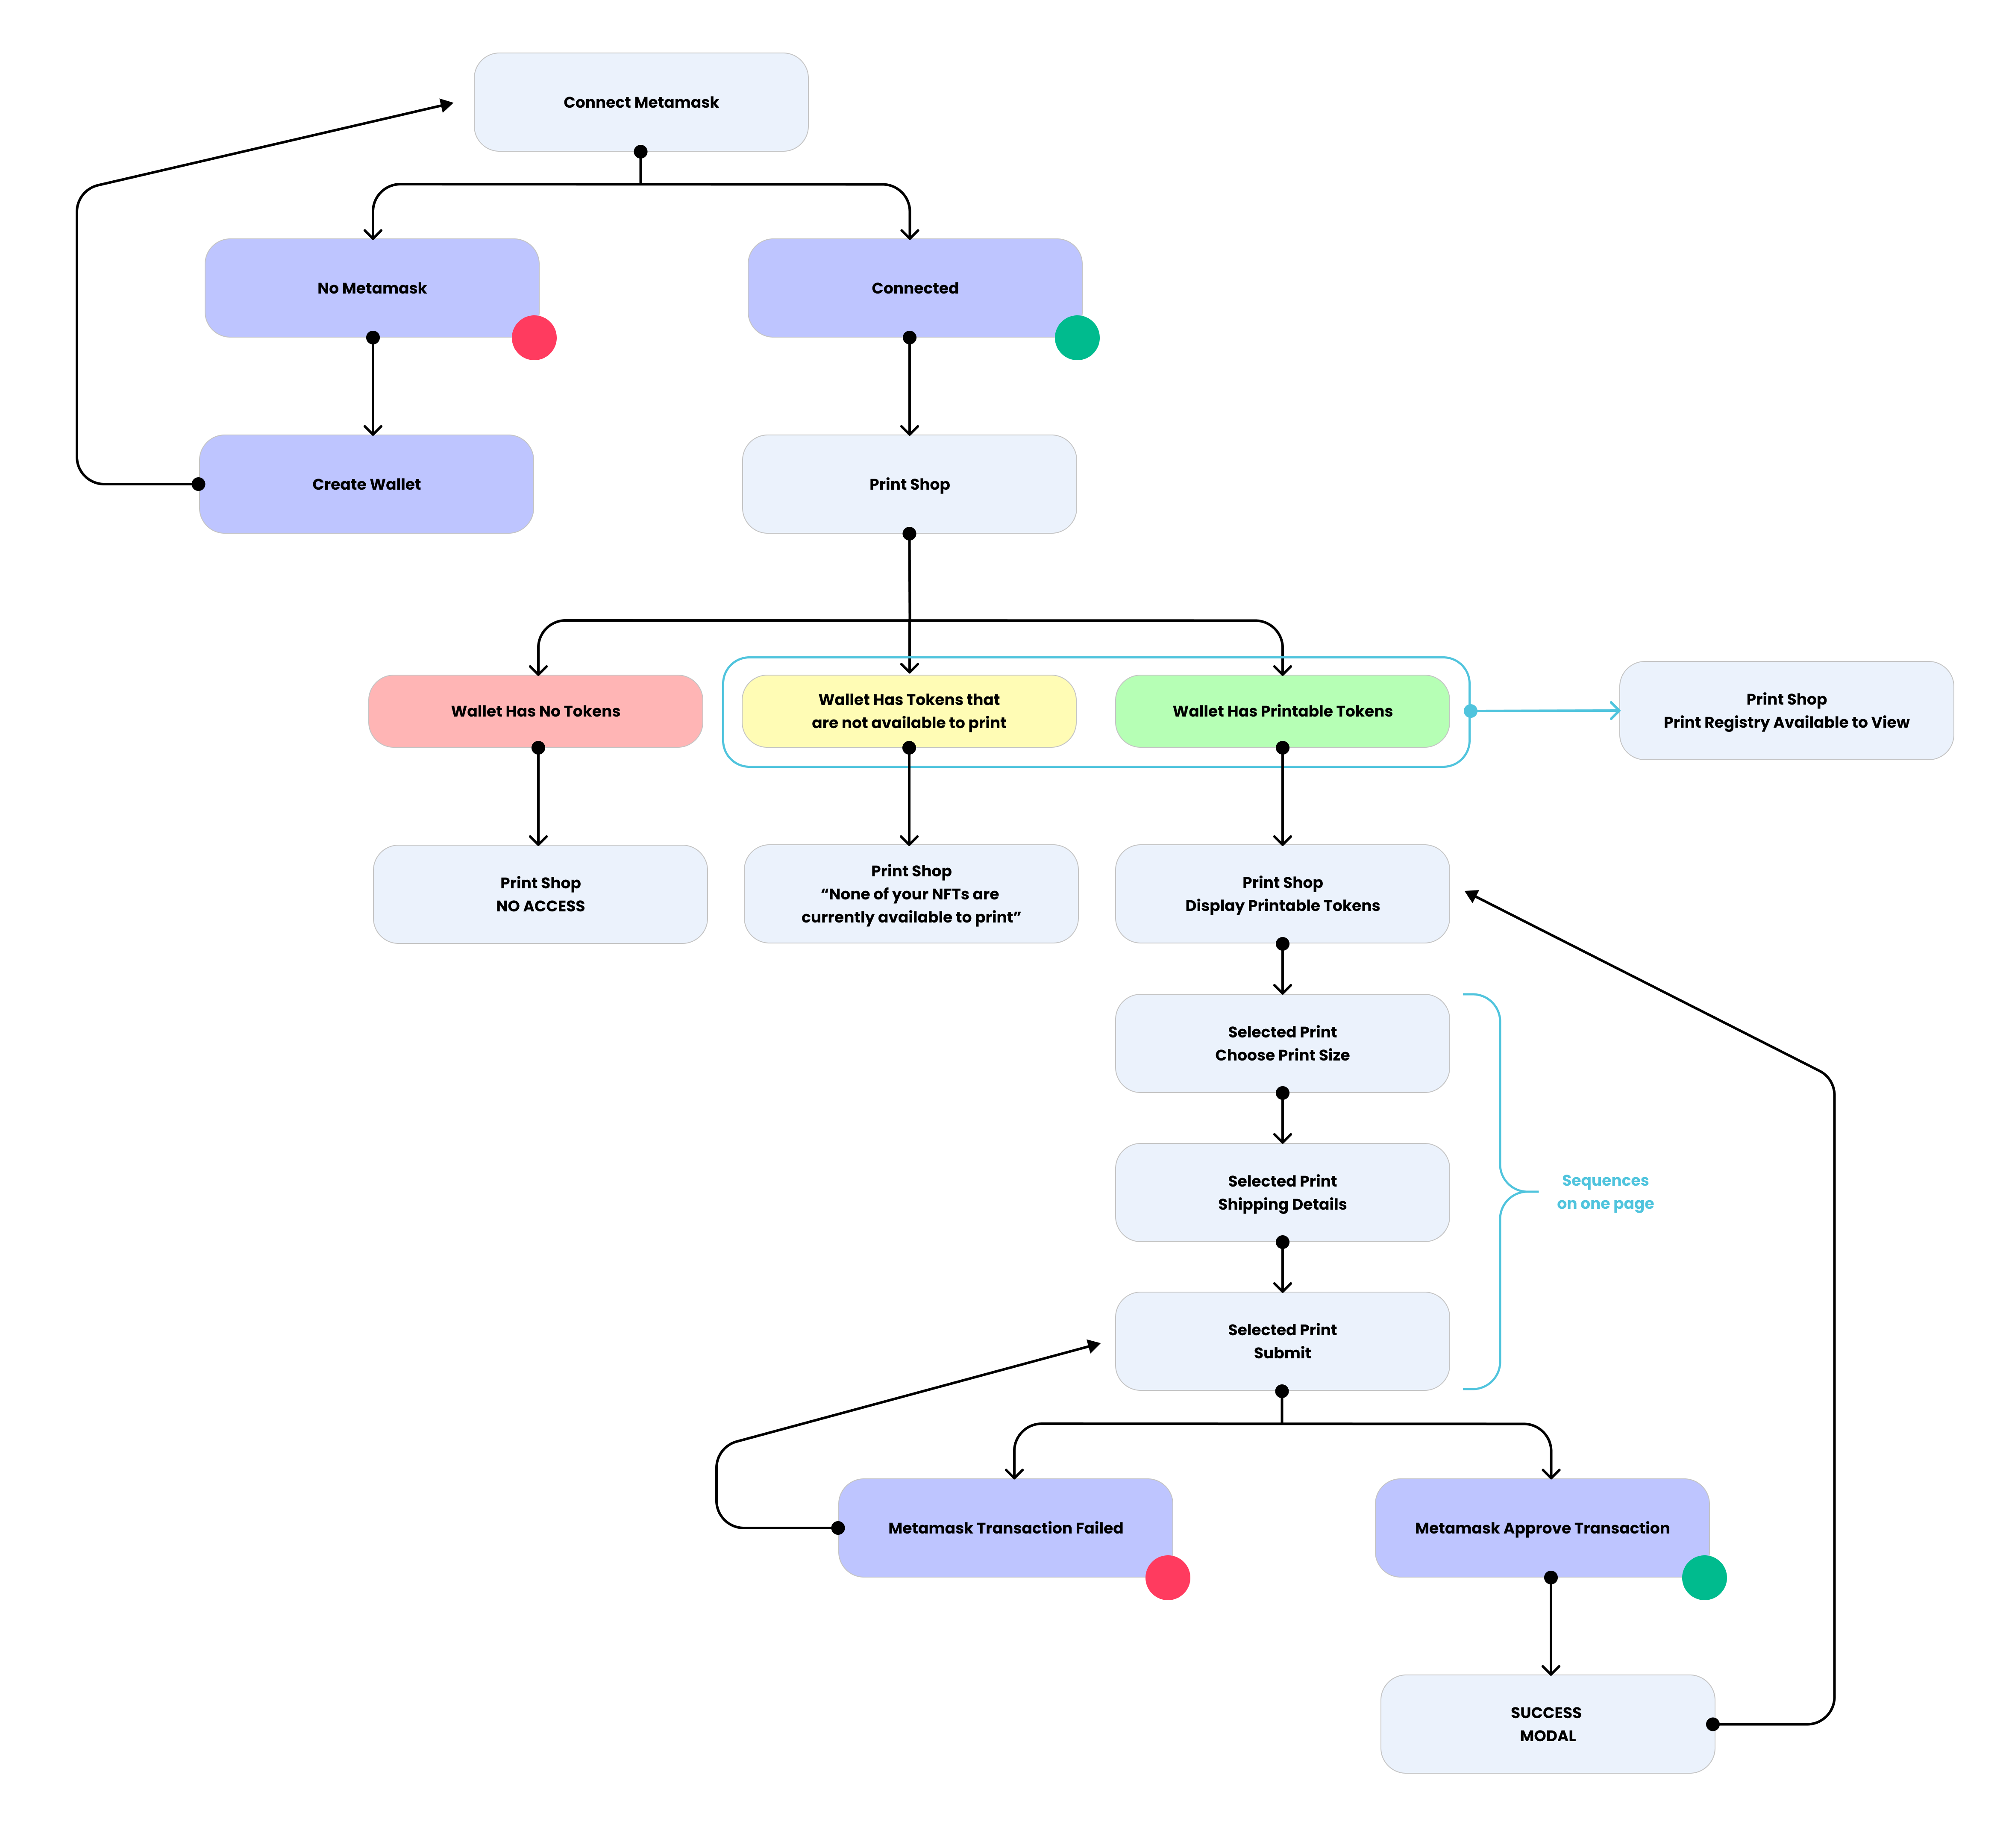 Connect Metamask
No Metamask
Connected
Create Wallet
Print Shop
Wallet Has No Tokens
Wallet Has Tokens that
are not available to print
Wallet Has Printable Tokens
Print Shop
Print Registry Available to View
Print Shop
NO ACCESS
Print Shop
“None of your NFTs are
currently available to print”
Print Shop
Display Printable Tokens
Selected Print
Choose Print Size
Selected Print
Shipping Details
Sequences
on one page
Selected Print
Submit
Metamask Transaction Failed
Metamask Approve Transaction
SUCCESS
MODAL